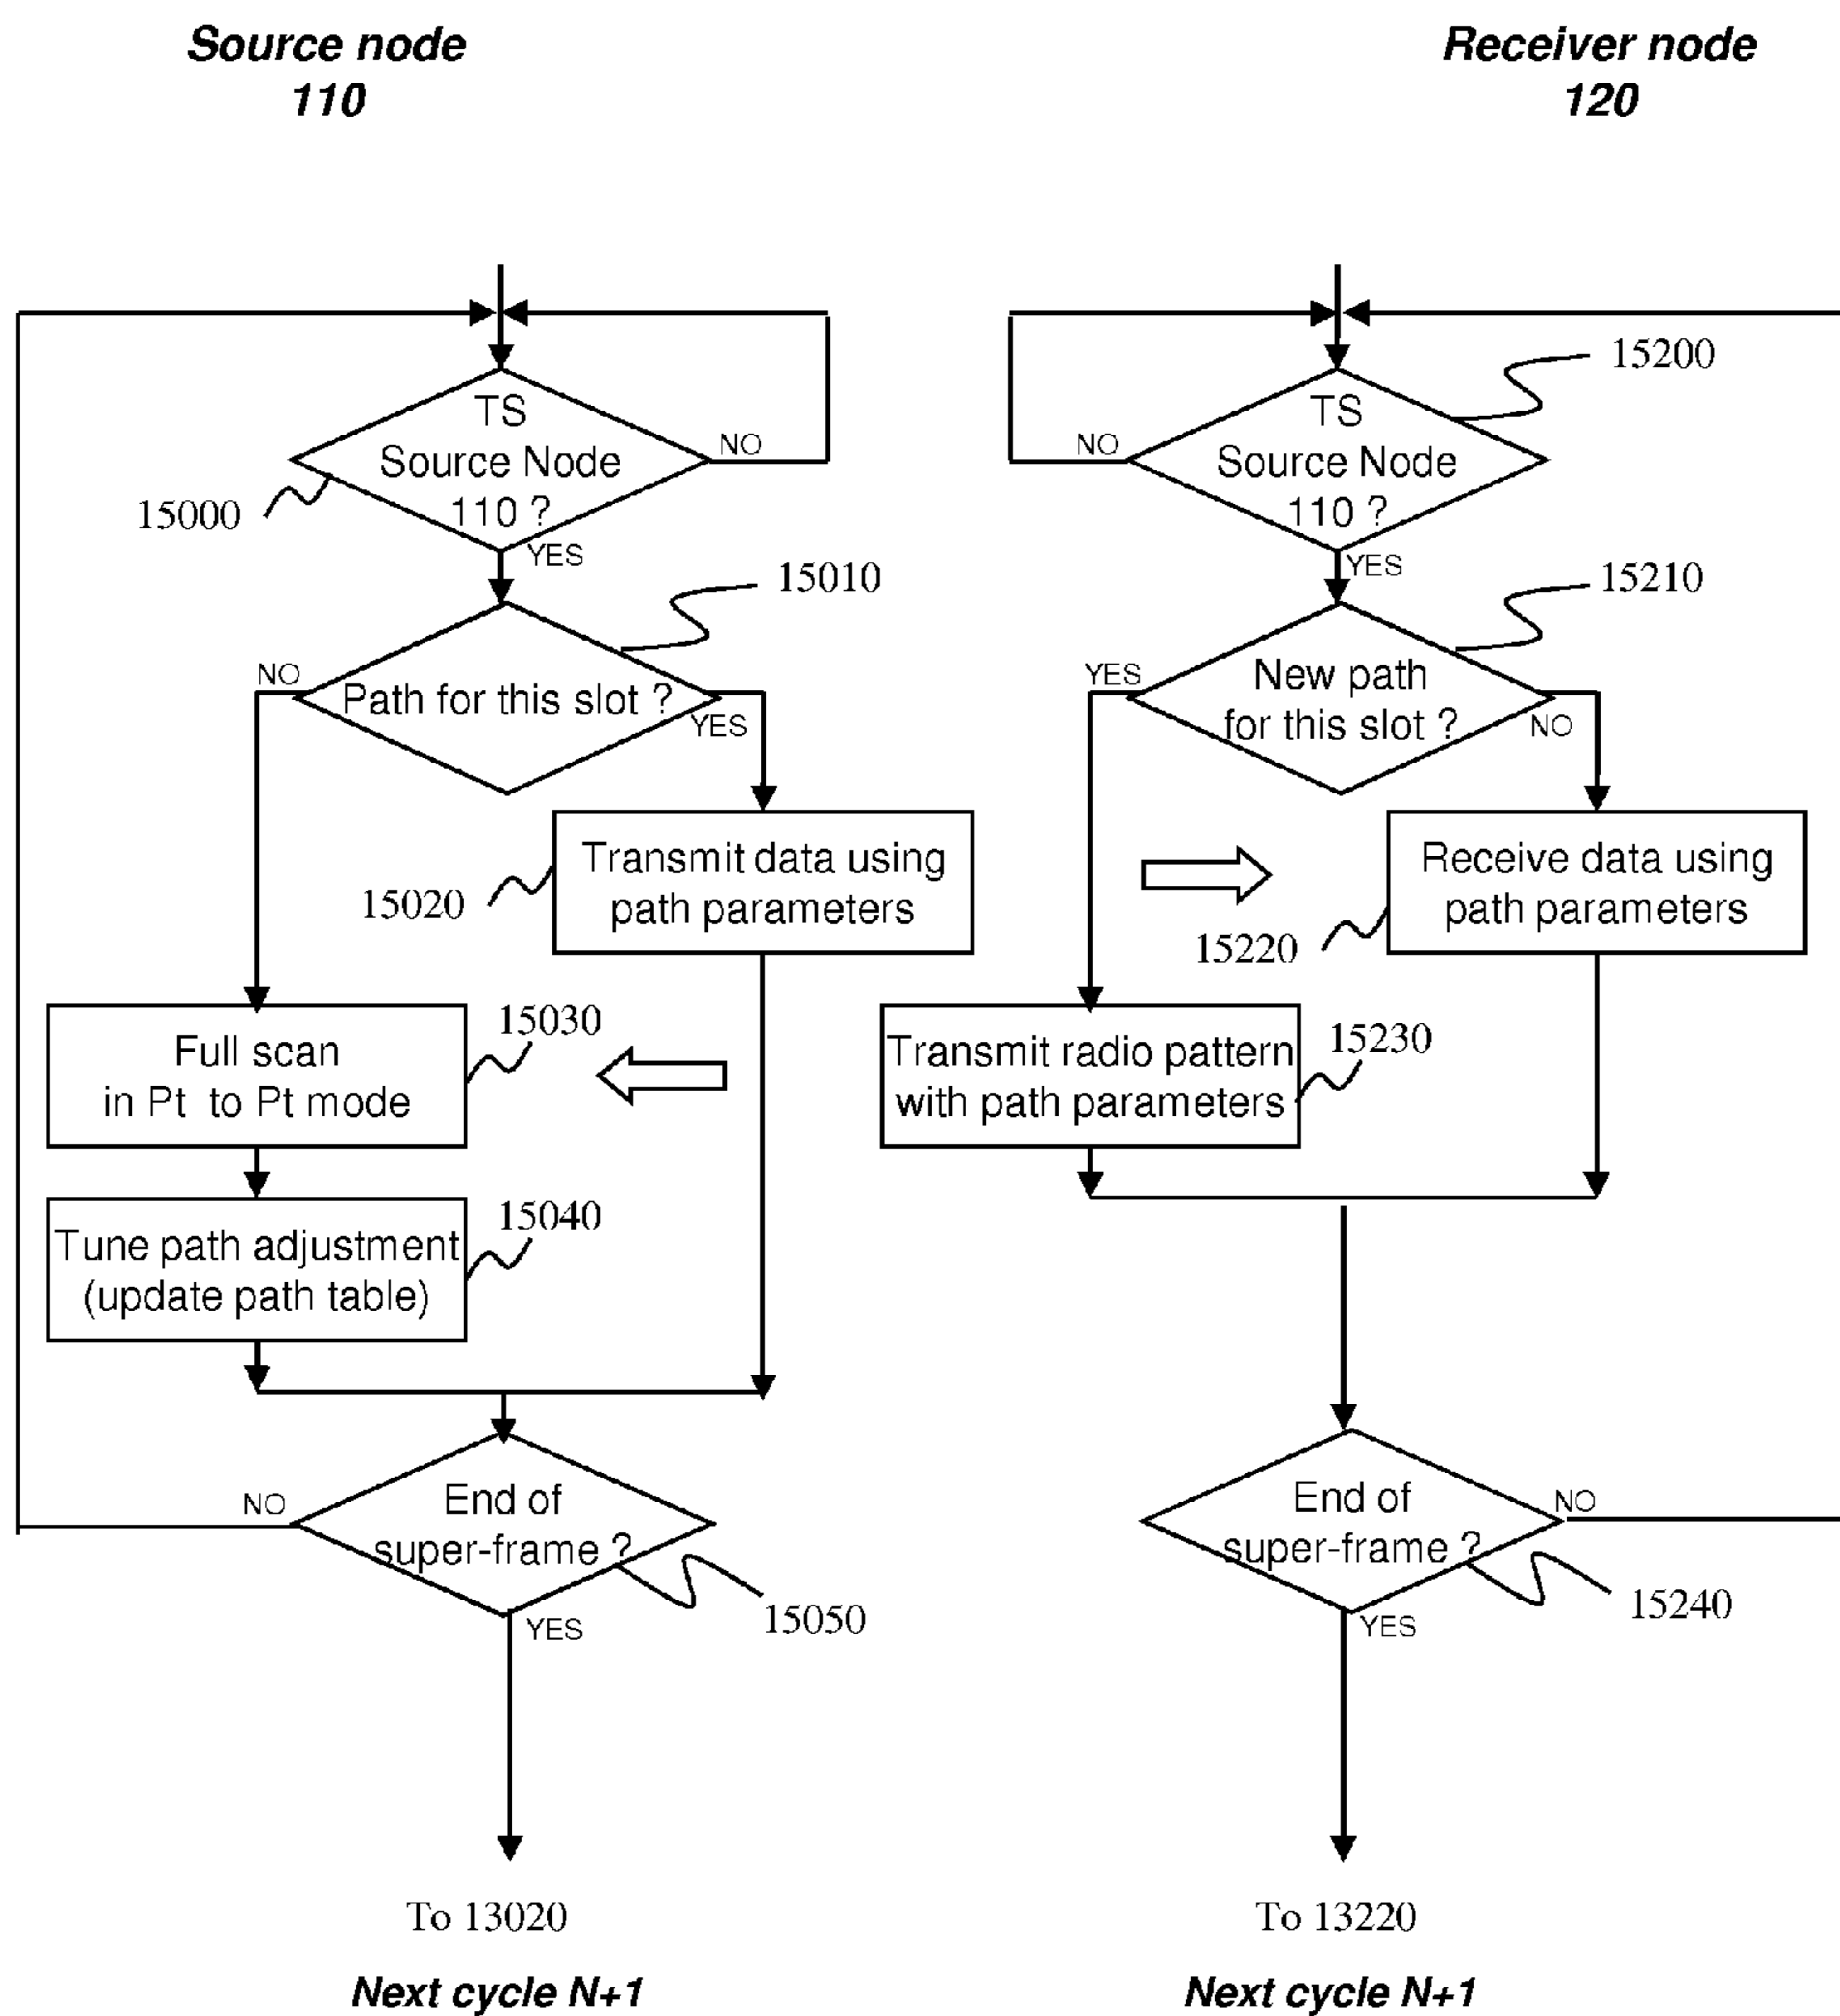 Source node
110
Receiver node
120
TS
Source Node
110 ?
NO
YES
15000
15010
Path for this slot ?
NO
YES
Transmit data using
path parameters
15020
Full scan
in Pt to Pt mode
15030
Tune path adjustment
(update path table)
15040
End of
super-frame ?
NO
YES
15050
To 13020
Next cycle N+1
TS
Source Node
110 ?
NO
YES
15200
15210
New path
for this slot ?
YES
NO
Receive data using
path parameters
15220
Transmit radio pattern
with path parameters
15230
End of
super-frame ?
NO
YES
15240
To 13220
Next cycle N+1